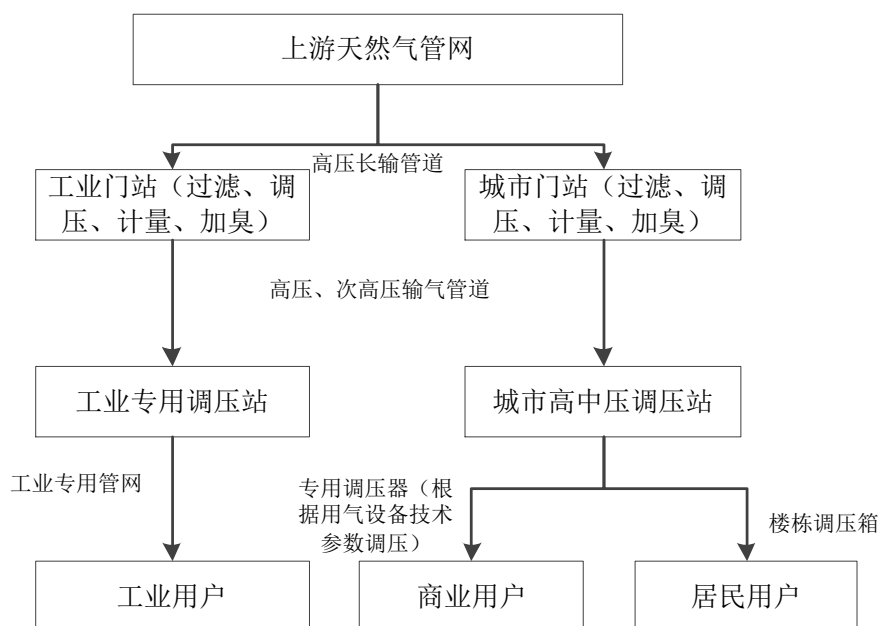 上游天然气管网
高压长输管道
工业门站（过滤、调
压、计量、加臭）
城市门站（过滤、调
压、计量、加臭）
高压、次高压输气管道
工业专用调压站
城市高中压调压站
工业专用管网
专用调压器（根
据用气设备技术
参数调压）
楼栋调压箱
工业用户
商业用户
居民用户